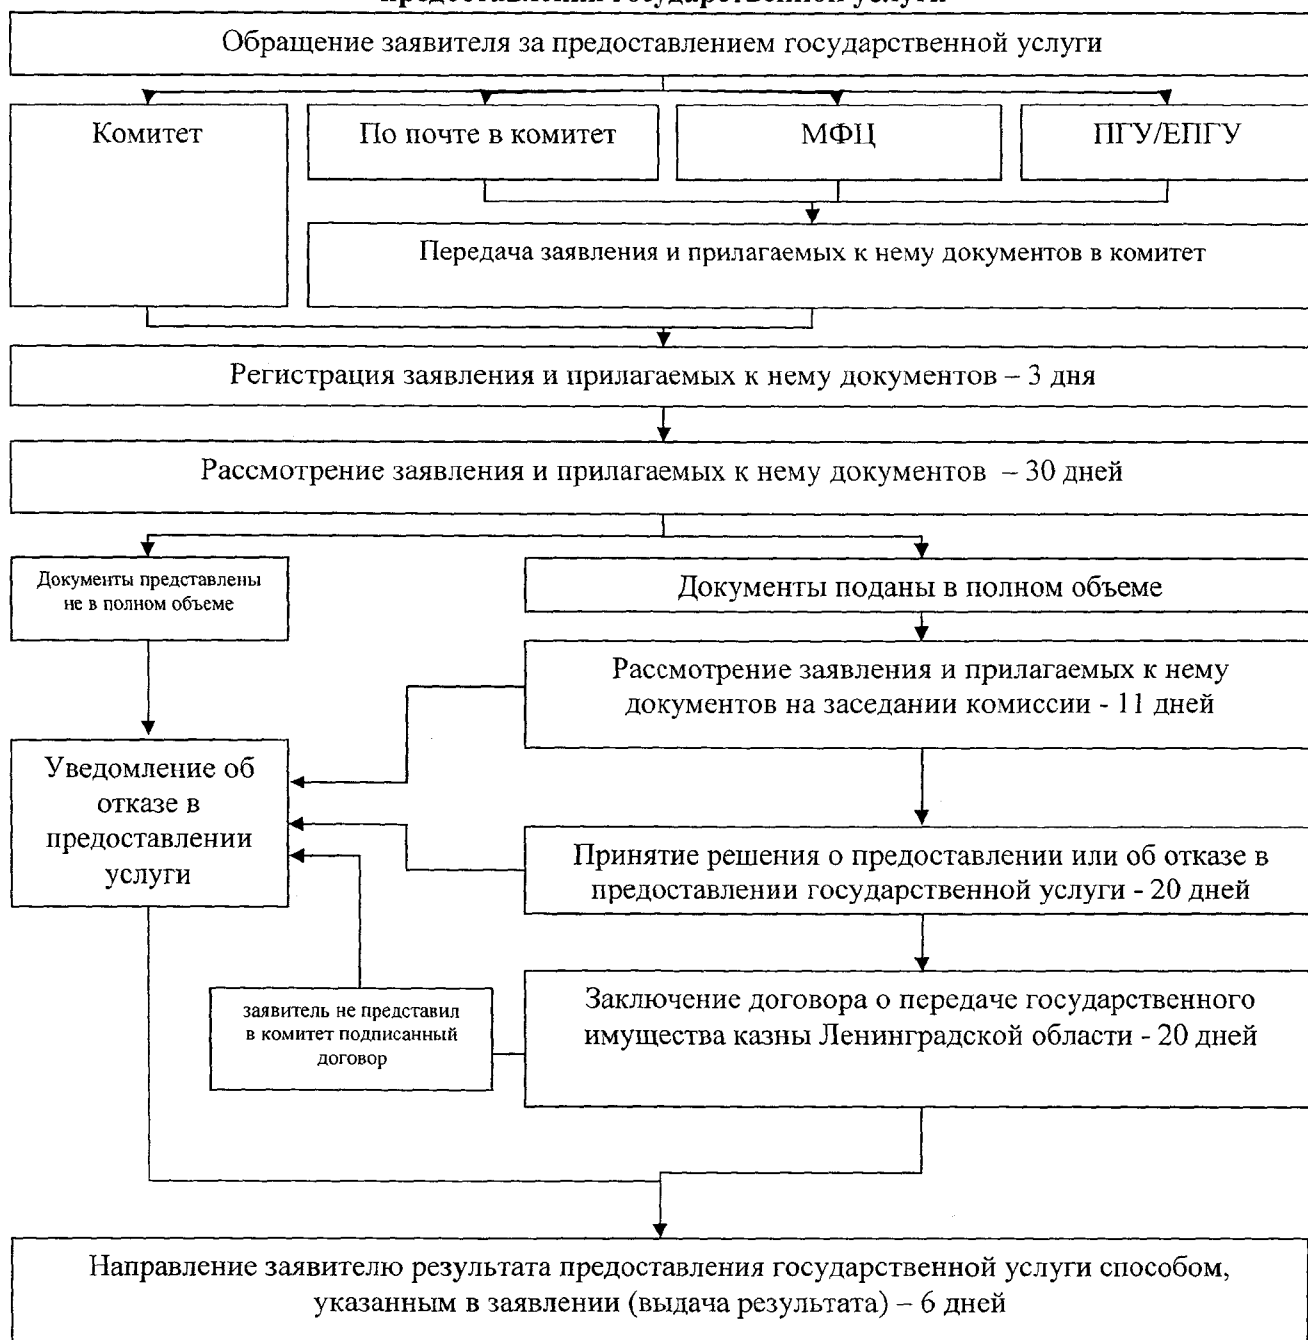 предоставлении государственной услуги
Обращение заявителя за предоставлением государственной услуги
Комитет
По почте в комитет
МФЦ
ПГУ/ЕПГУ
Передача заявления и прилагаемых к нему документов в комитет
Регистрация заявления и прилагаемых к нему документов – 3 дня
Рассмотрение заявления и прилагаемых к нему документов – 30 дней
Документы представлены
не в полном объеме
Документы поданы в полном объеме
Рассмотрение заявления и прилагаемых к нему
документов на заседании комиссии - 11 дней
Уведомление об
отказе в
предоставлении
услуги
Принятие решения о предоставлении или об отказе в
предоставлении государственной услуги - 20 дней
Заключение договора о передаче государственного
имущества казны Ленинградской области - 20 дней
заявитель не представил
в комитет подписанный
договор
Направление заявителю результата предоставления государственной услуги способом,
указанным в заявлении (выдача результата) – 6 дней